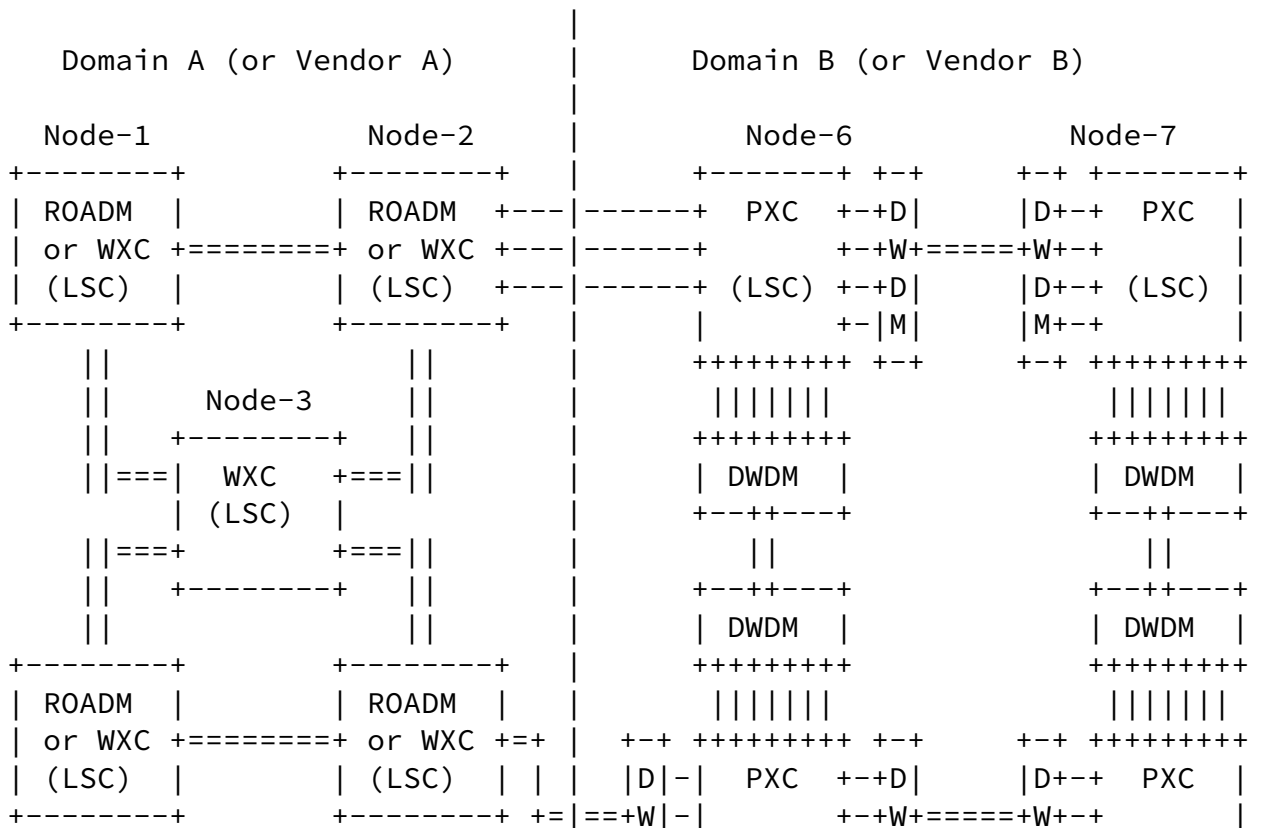 |
   Domain A (or Vendor A)      |      Domain B (or Vendor B)
                               |
  Node-1            Node-2     |         Node-6            Node-7
+--------+        +--------+   |      +-------+ +-+     +-+ +-------+
| ROADM  |        | ROADM  +---|------+  PXC  +-+D|     |D+-+  PXC  |
| or WXC +========+ or WXC +---|------+       +-+W+=====+W+-+       |
| (LSC)  |        | (LSC)  +---|------+ (LSC) +-+D|     |D+-+ (LSC) |
+--------+        +--------+   |      |       +-|M|     |M+-+       |
    ||                ||       |      +++++++++ +-+     +-+ +++++++++
    ||     Node-3     ||       |       |||||||               |||||||
    ||   +--------+   ||       |      +++++++++             +++++++++
    ||===|  WXC   +===||       |      | DWDM  |             | DWDM  |
         | (LSC)  |            |      +--++---+             +--++---+
    ||===+        +===||       |         ||                    ||
    ||   +--------+   ||       |      +--++---+             +--++---+
    ||                ||       |      | DWDM  |             | DWDM  |
+--------+        +--------+   |      +++++++++             +++++++++
| ROADM  |        | ROADM  |   |       |||||||               |||||||
| or WXC +========+ or WXC +=+ |  +-+ +++++++++ +-+     +-+ +++++++++
| (LSC)  |        | (LSC)  | | |  |D|-|  PXC  +-+D|     |D+-+  PXC  |
+--------+        +--------+ +=|==+W|-|       +-+W+=====+W+-+       |